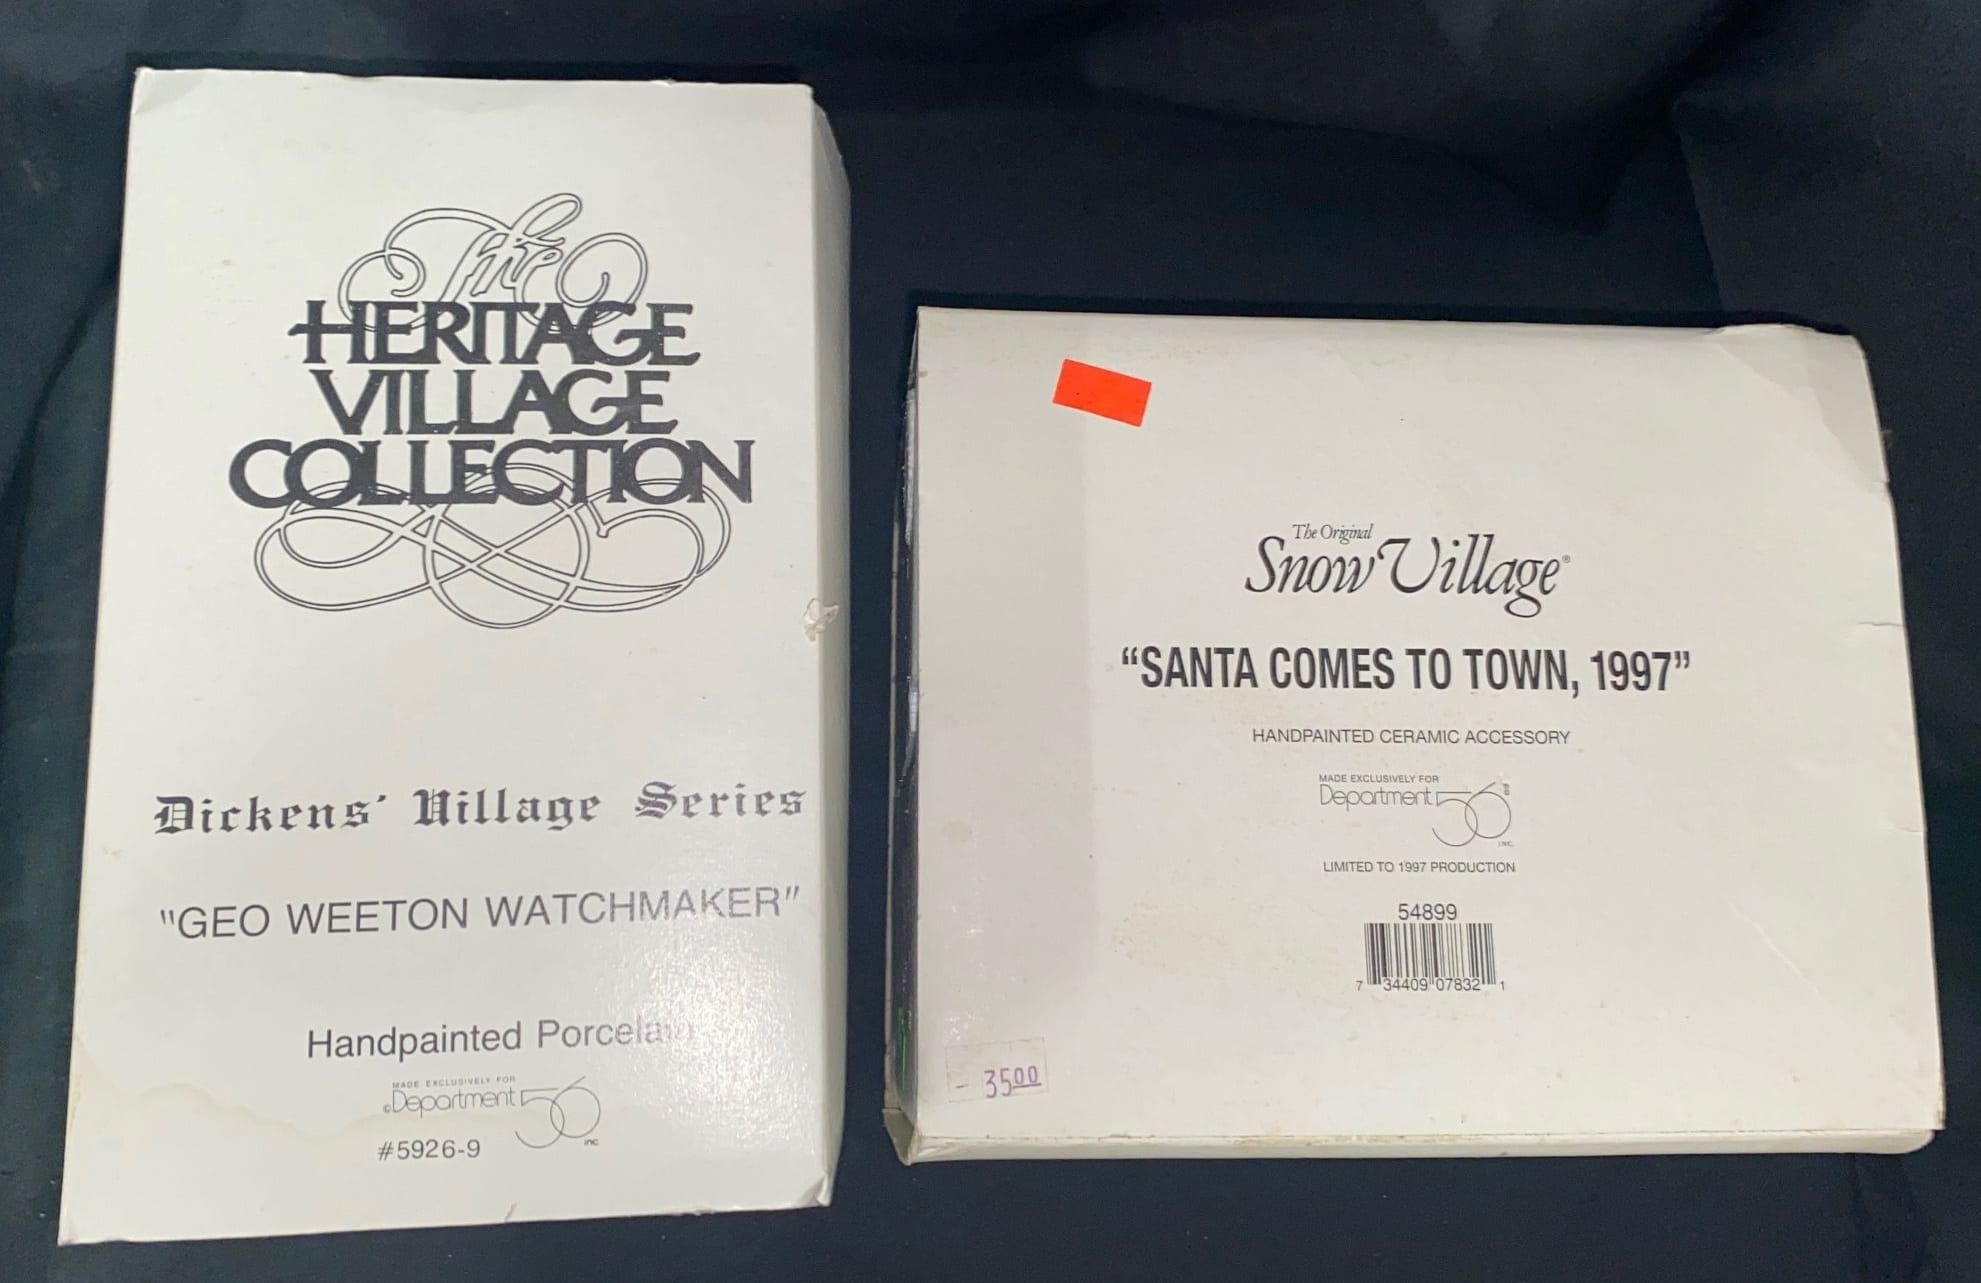 The
HERITAGE
VILLAGE
COLLECTION
Dickens' Village Series
"GEO WEETON WATCHMAKER"
Handpainted Porcelain
MADE EXCLUSIVELY FOR
©Department 56
inc
#5926-9
The Original
Snow Village®
“SANTA COMES TO TOWN, 1997”
HANDPAINTED CERAMIC ACCESSORY
MADE EXCLUSIVELY FOR
Department 56®
INC.
LIMITED TO 1997 PRODUCTION
54899
7 34409 07832 1
- 3500